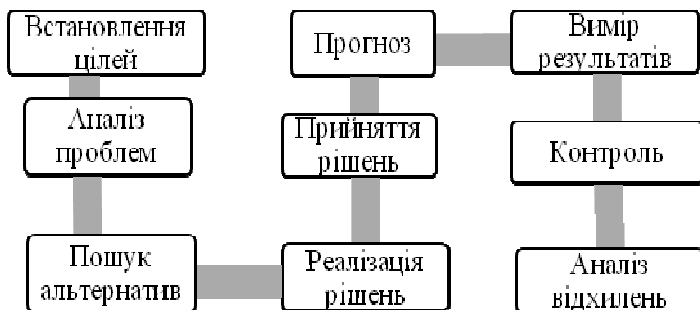 Встановлення
цілей
Аналіз
проблем
Пошук
альтернатив
Реалізація
рішень
Прийняття
рішень
Прогноз
Вимір
результатів
Контроль
Аналіз
відхилень